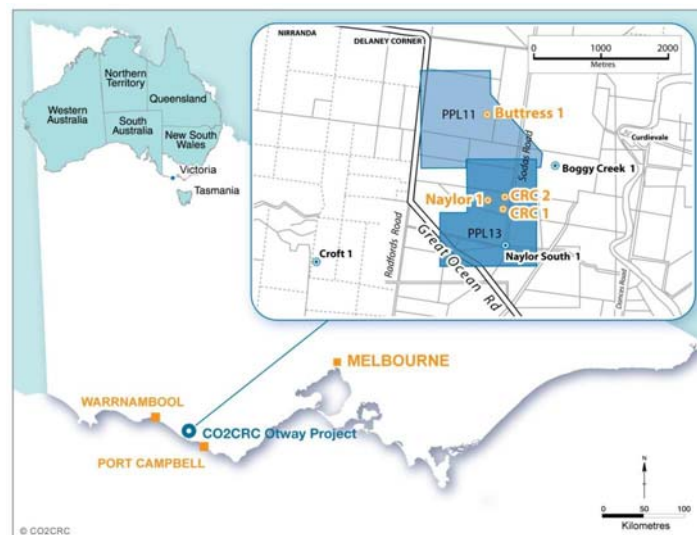 NIRRANDA
DELANEY CORNER
0 1000 2000
Metres
PPL11
Buttress 1
Sodas Road
Curdievale
Boggy Creek 1
Naylor 1
CRC 2
CRC 1
PPL13
Naylor South 1
Great Ocean Rd
Radfords Road
Croft 1
Dances Road
Northern
Territory
Queensland
Western
Australia
South
Australia
New South
Wales
Victoria
Tasmania
MELBOURNE
WARRNAMBOOL
CO2CRC Otway Project
PORT CAMPBELL
N
0 50 100
Kilometres
© CO2CRC